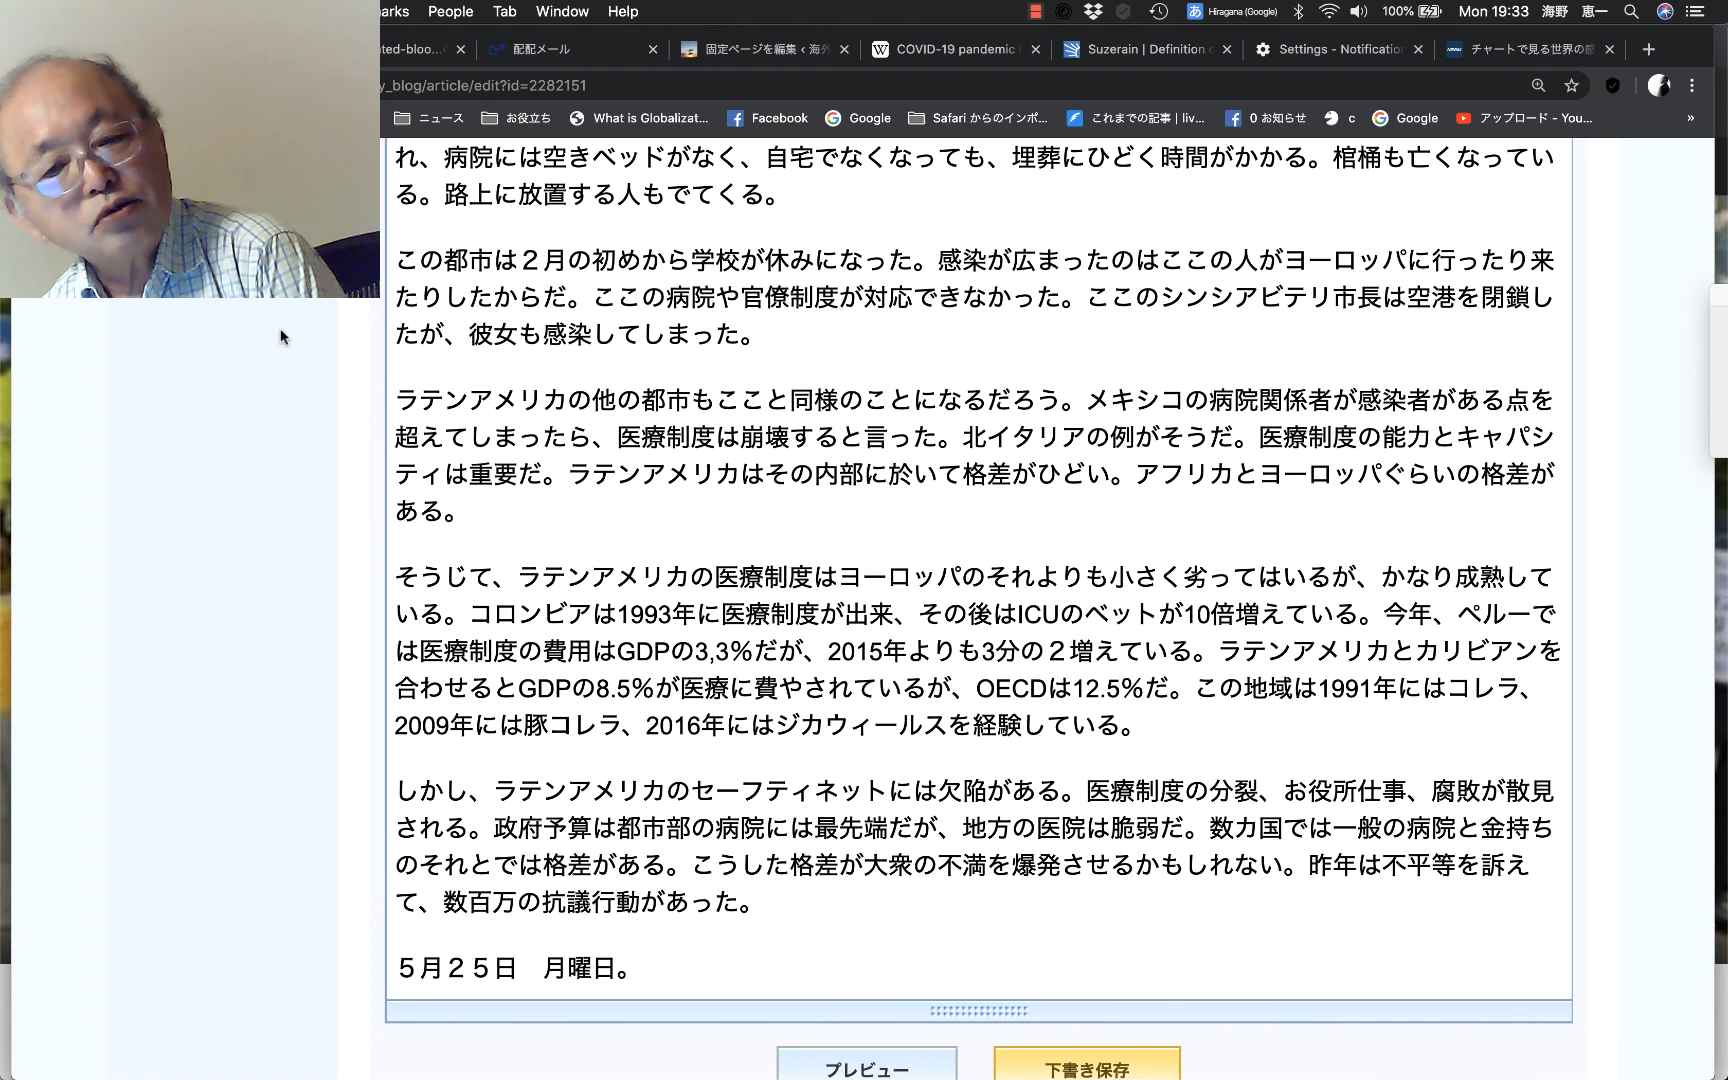 arks People Tab Window Help Hiragana (Google) 100% Mon 19:33 海野 恵一
ated-bloo... 配配メール 固定ページを編集 ‹ 海外 COVID-19 pandemic Suzerain | Definition Settings - Notification チャートで見る世界の感
y_blog/article/edit?id=2282151
ニュース お役立ち What is Globalizat... Facebook Google Safari からのインポ... これまでの記事 | liv... 0 お知らせ c Google アップロード - You... »
れ、病院には空きベッドがなく、自宅でなくなっても、埋葬にひどく時間がかかる。棺桶も亡くなってい
る。路上に放置する人もでてくる。
この都市は２月の初めから学校が休みになった。感染が広まったのはここの人がヨーロッパに行ったり来
たりしたからだ。ここの病院や官僚制度が対応できなかった。ここのシンシアビテリ市長は空港を閉鎖し
たが、彼女も感染してしまった。
ラテンアメリカの他の都市もここと同様のことになるだろう。メキシコの病院関係者が感染者がある点を
超えてしまったら、医療制度は崩壊すると言った。北イタリアの例がそうだ。医療制度の能力とキャパシ
ティは重要だ。ラテンアメリカはその内部に於いて格差がひどい。アフリカとヨーロッパぐらいの格差が
ある。
そうじて、ラテンアメリカの医療制度はヨーロッパのそれよりも小さく劣ってはいるが、かなり成熟して
いる。コロンビアは1993年に医療制度が出来、その後はICUのベットが10倍増えている。今年、ペルーで
は医療制度の費用はGDPの3,3%だが、2015年よりも3分の２増えている。ラテンアメリカとカリビアンを
合わせるとGDPの8.5%が医療に費やされているが、OECDは12.5%だ。この地域は1991年にはコレラ、
2009年には豚コレラ、2016年にはジカウィールスを経験している。
しかし、ラテンアメリカのセーフティネットには欠陥がある。医療制度の分裂、お役所仕事、腐敗が散見
される。政府予算は都市部の病院には最先端だが、地方の医院は脆弱だ。数カ国では一般の病院と金持ち
のそれとでは格差がある。こうした格差が大衆の不満を爆発させるかもしれない。昨年は不平等を訴え
て、数百万の抗議行動があった。
５月２５日　月曜日。
プレビュー 下書き保存